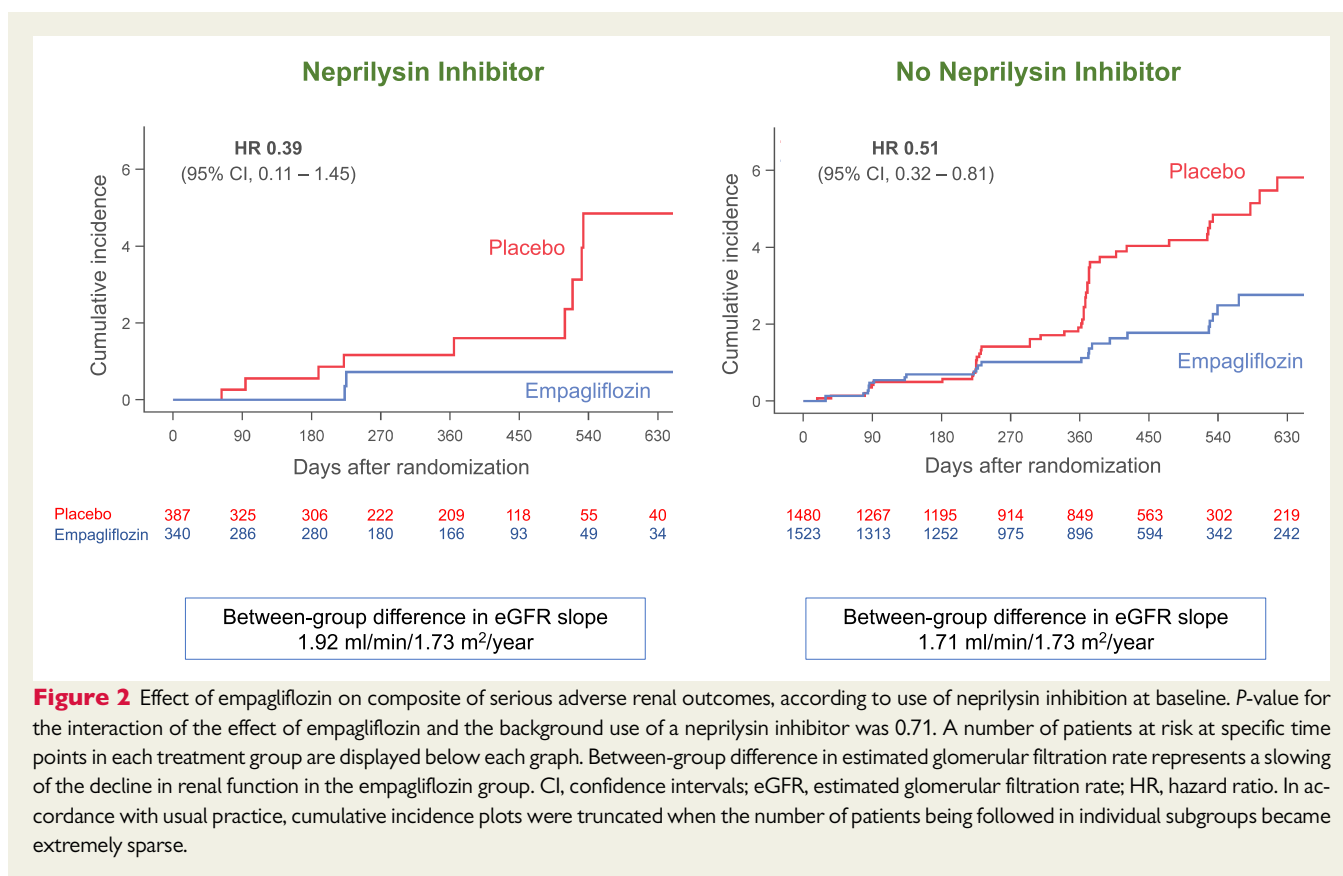 Neprilysin Inhibitor
HR 0.39
(95% CI, 0.11 – 1.45)
Cumulative incidence
6
4
2
0
Placebo
Empagliflozin
0 90 180 270 360 450 540 630
Days after randomization
Placebo 387 325 306 222 209 118 55 40
Empagliflozin 340 286 280 180 166 93 49 34
Between-group difference in eGFR slope
1.92 ml/min/1.73 m²/year
No Neprilysin Inhibitor
HR 0.51
(95% CI, 0.32 – 0.81)
Cumulative incidence
6
4
2
0
Placebo
Empagliflozin
0 90 180 270 360 450 540 630
Days after randomization
1480 1267 1195 914 849 563 302 219
1523 1313 1252 975 896 594 342 242
Between-group difference in eGFR slope
1.71 ml/min/1.73 m²/year
Figure 2 Effect of empagliflozin on composite of serious adverse renal outcomes, according to use of neprilysin inhibition at baseline. P-value for
the interaction of the effect of empagliflozin and the background use of a neprilysin inhibitor was 0.71. A number of patients at risk at specific time
points in each treatment group are displayed below each graph. Between-group difference in estimated glomerular filtration rate represents a slowing
of the decline in renal function in the empagliflozin group. CI, confidence intervals; eGFR, estimated glomerular filtration rate; HR, hazard ratio. In ac-
cordance with usual practice, cumulative incidence plots were truncated when the number of patients being followed in individual subgroups became
extremely sparse.